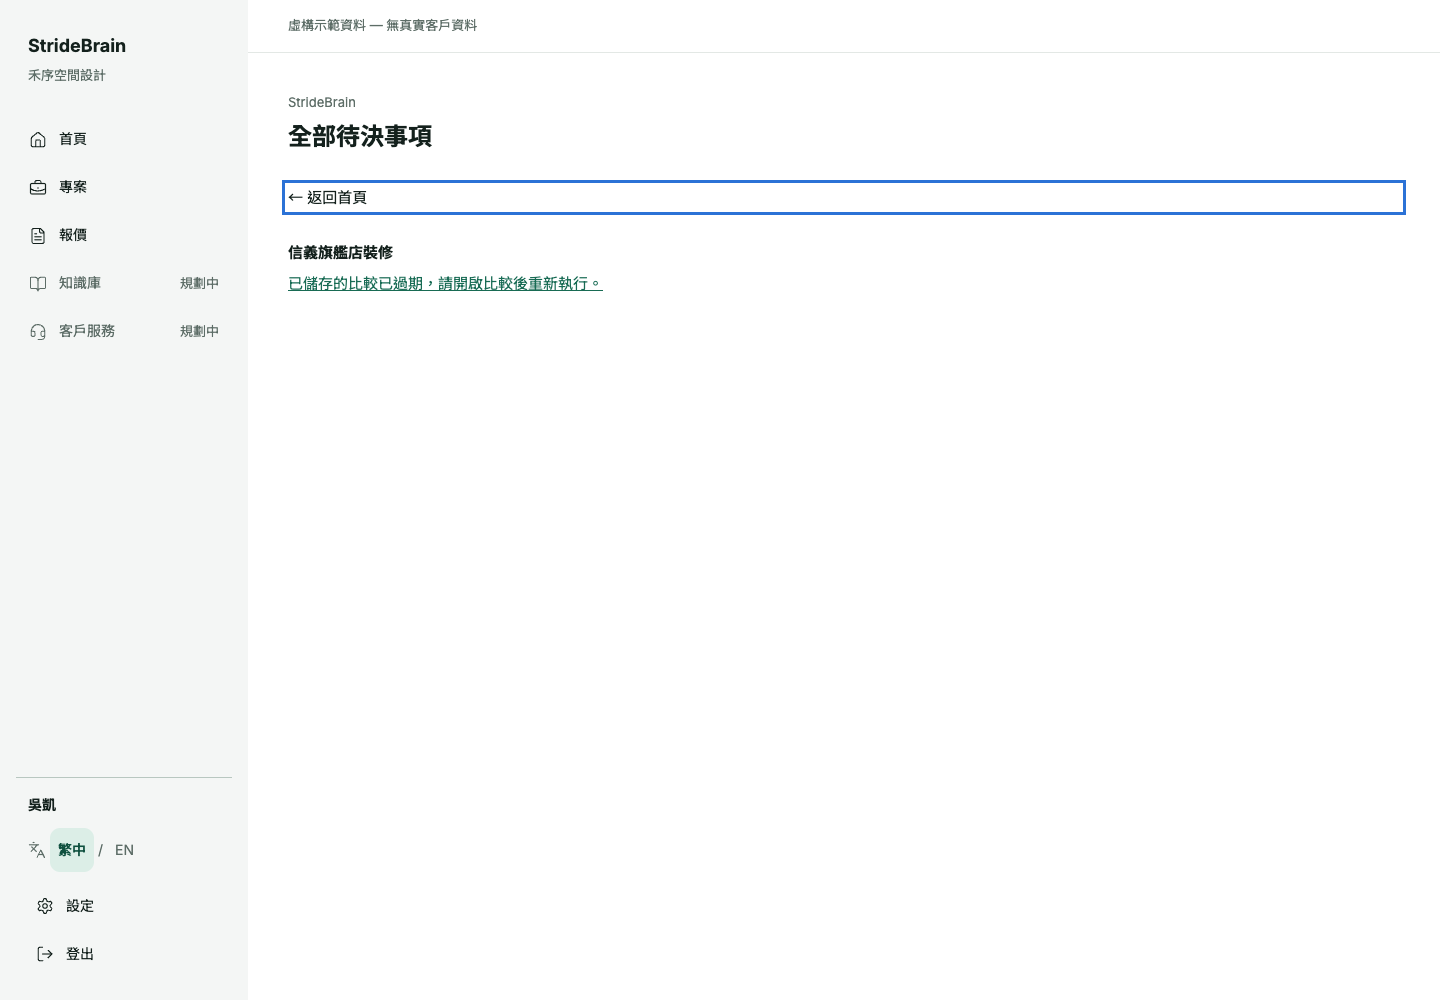 StrideBrain
禾序空間設計
首頁
專案
報價
知識庫 規劃中
客戶服務 規劃中
吳凱
繁中 / EN
設定
登出
虛構示範資料 — 無真實客戶資料
StrideBrain
全部待決事項
← 返回首頁
信義旗艦店裝修
已儲存的比較已過期，請開啟比較後重新執行。